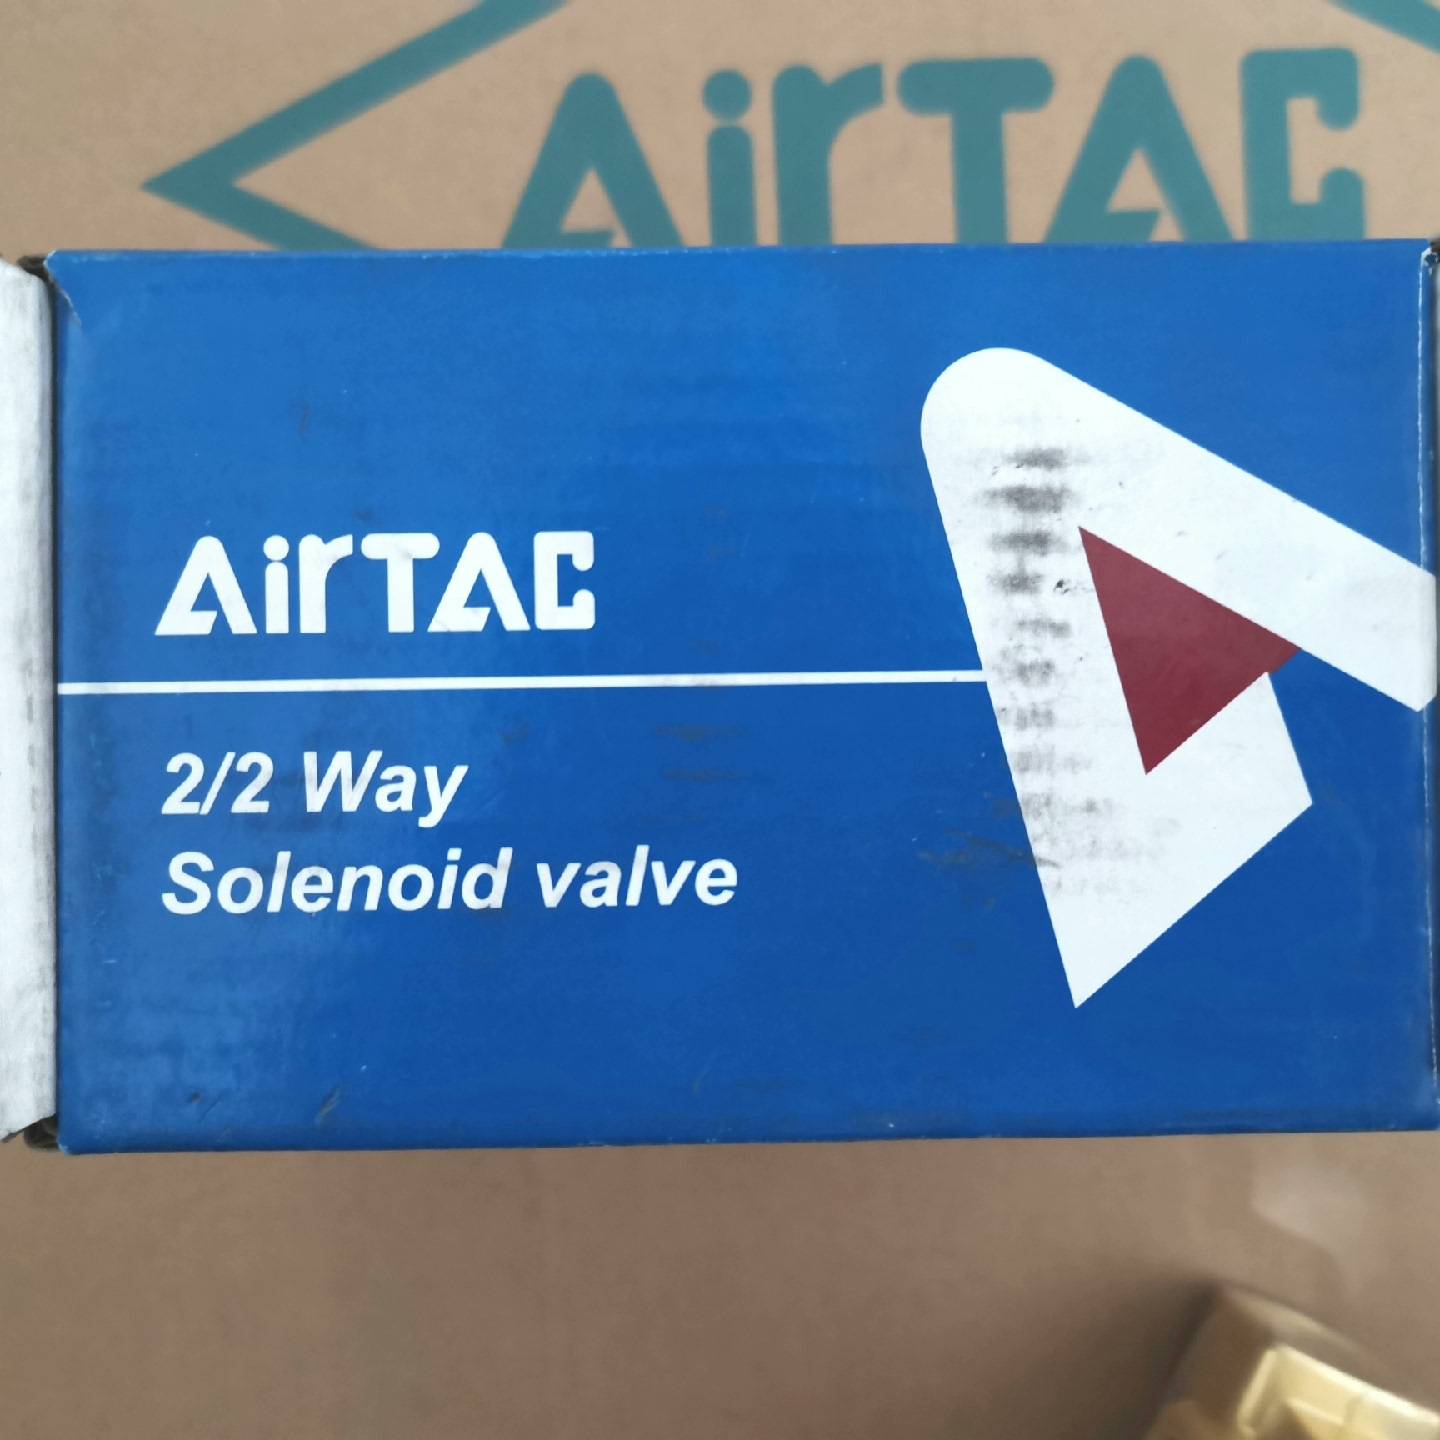 AirTAC
AirTAC
2/2 Way
Solenoid valve